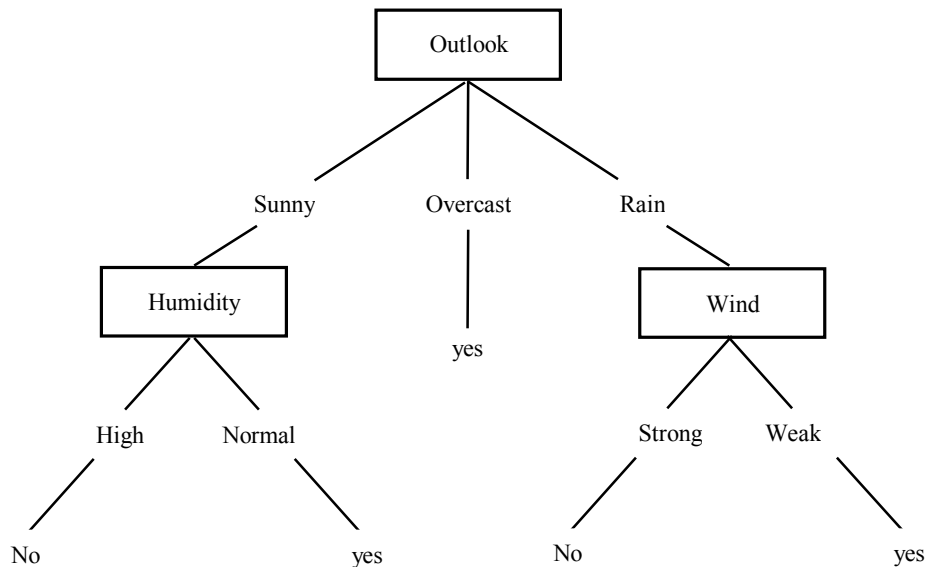 Outlook
Sunny
Overcast
Rain
Humidity
Wind
yes
High
Normal
Strong
Weak
No
yes
No
yes